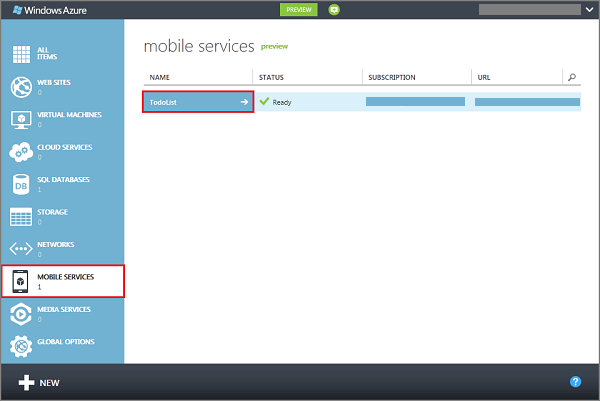 Windows Azure
PREVIEW
ALL
ITEMS
WEB SITES
0
VIRTUAL MACHINES
0
CLOUD SERVICES
0
SQL DATABASES
1
STORAGE
0
NETWORKS
0
MOBILE SERVICES
1
MEDIA SERVICES
0
GLOBAL OPTIONS
DB
mobile services preview
NAME STATUS SUBSCRIPTION URL
TodoList Ready
NEW
?